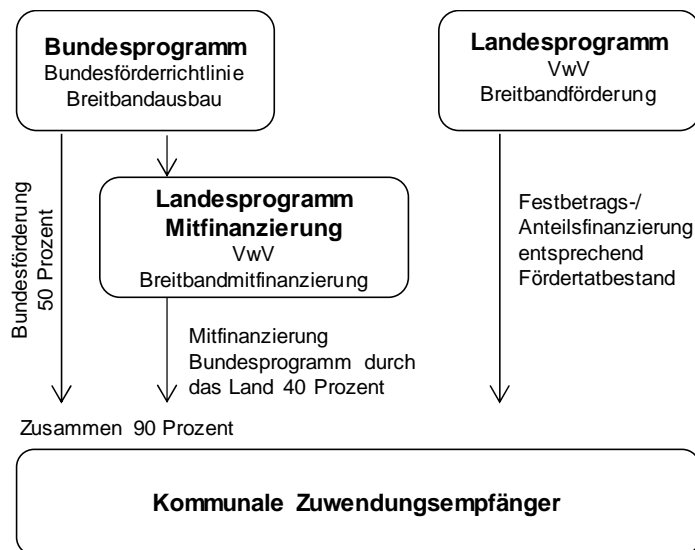 Bundesprogramm
Bundesförderrichtlinie
Breitbandausbau
Landesprogramm
VwV
Breitbandförderung
Bundesförderung
50 Prozent
Landesprogramm
Mitfinanzierung
VwV
Breitbandmitfinanzierung
Festbetrags-/
Anteilsfinanzierung
entsprechend
Fördertatbestand
Mitfinanzierung
Bundesprogramm durch
das Land 40 Prozent
Zusammen 90 Prozent
Kommunale Zuwendungsempfänger